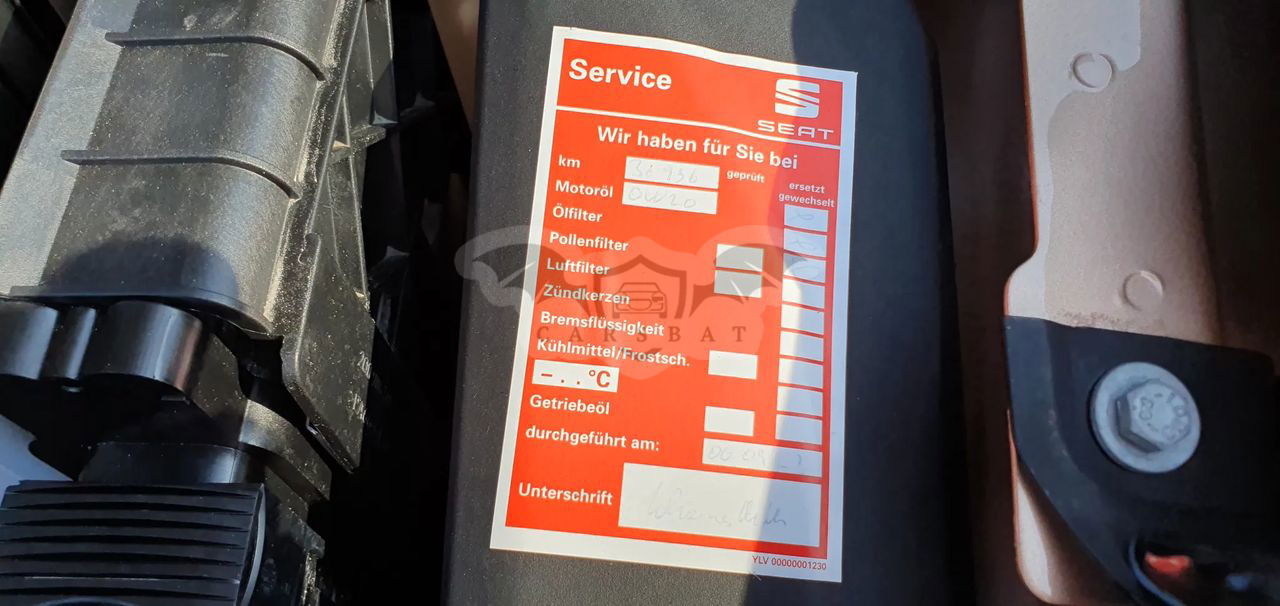 Service
SEAT
Wir haben für Sie bei
km
geprüft
ersetzt
gewechselt
Motoröl 0W20
Ölfilter
Pollenfilter
Luftfilter
Zündkerzen
CARSBAT
Bremsflüssigkeit
Kühlmittel/Frostsch.
-..°C
Getriebeöl
durchgeführt am:
Unterschrift
YLV 00000001230